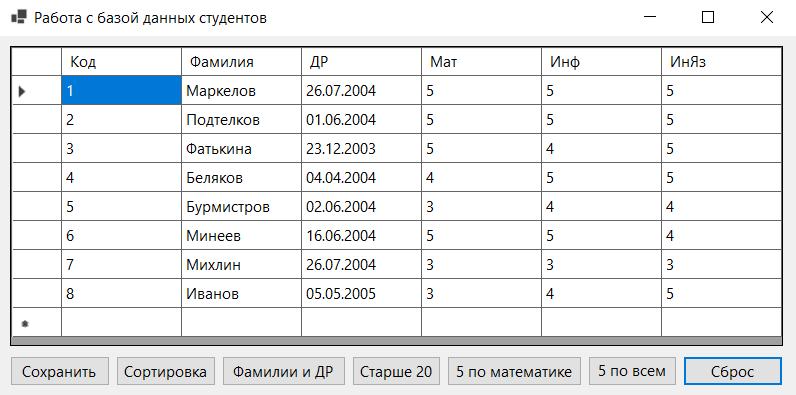 Работа с базой данных студентов
Код Фамилия ДР Мат Инф ИнЯз
1 Маркелов 26.07.2004 5 5 5
2 Подтелков 01.06.2004 5 5 5
3 Фатькина 23.12.2003 5 4 5
4 Беляков 04.04.2004 4 5 5
5 Бурмистров 02.06.2004 3 4 4
6 Минеев 16.06.2004 5 5 4
7 Михлин 26.07.2004 3 3 3
8 Иванов 05.05.2005 3 4 5
Сохранить Сортировка Фамилии и ДР Старше 20 5 по математике 5 по всем Сброс